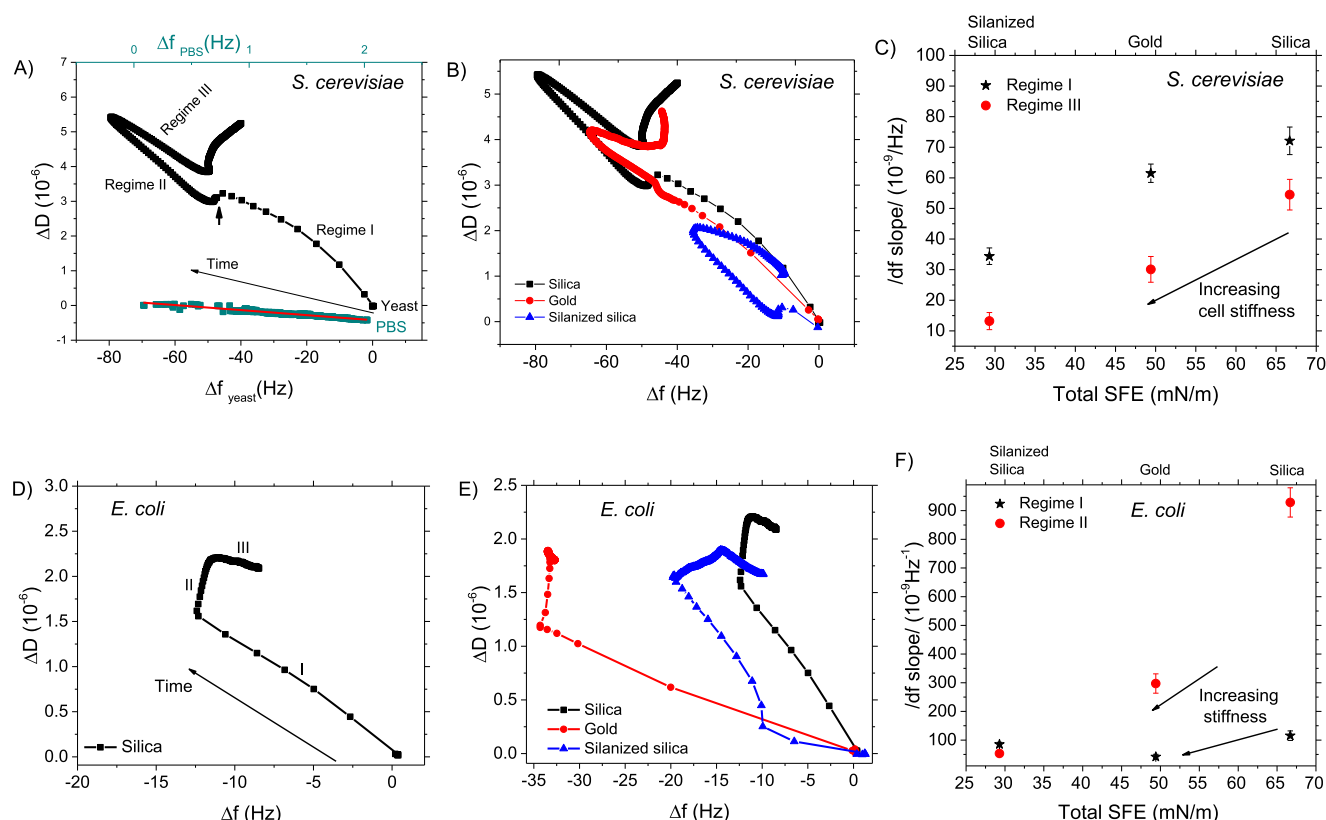 A)
Δf PBS(Hz)
0 1 2
S. cerevisiae
7
6
5
4
3
2
1
0
-1
ΔD (10-6)
Regime III
Regime II
Regime I
Time
Yeast
PBS
-80 -60 -40 -20 0
Δf yeast(Hz)
B)
S. cerevisiae
5
4
3
2
1
0
ΔD (10-6)
Silica
Gold
Silanized silica
-80 -60 -40 -20 0
Δf (Hz)
C)
Silanized
Silica Gold Silica
S. cerevisiae
100
90
80
70
60
50
40
30
20
10
/df slope/ (10-9/Hz)
Regime I
Regime III
Increasing
cell stiffness
25 30 35 40 45 50 55 60 65 70
Total SFE (mN/m)
D)
E. coli
3.0
2.5
2.0
1.5
1.0
0.5
0.0
ΔD (10-6)
III
II
I
Time
Silica
-20 -15 -10 -5 0
Δf (Hz)
E)
E. coli
2.5
2.0
1.5
1.0
0.5
0.0
ΔD (10-6)
Silica
Gold
Silanized silica
-35 -30 -25 -20 -15 -10 -5 0
Δf (Hz)
F)
Silanized
Silica Gold Silica
E. coli
900
800
700
600
500
400
300
200
100
/df slope/ (10-9Hz-1)
Regime I
Regime II
Increasing
stiffness
25 30 35 40 45 50 55 60 65 70
Total SFE (mN/m)